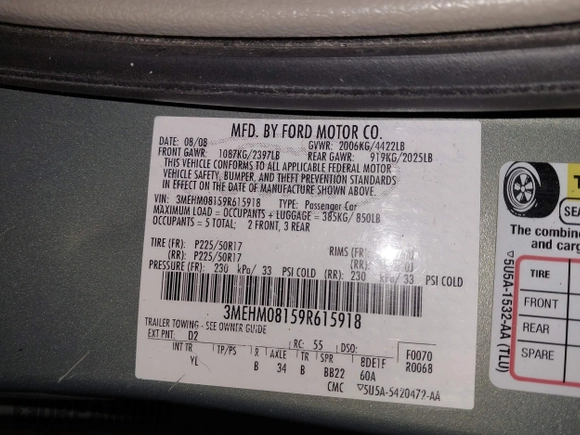 MFD. BY FORD MOTOR CO.
DATE: 08/08 GVWR: 2006KG/4422LB
FRONT GAWR: 1087KG/2397LB REAR GAWR: 919KG/2025LB
THIS VEHICLE CONFORMS TO ALL APPLICABLE FEDERAL MOTOR
VEHICLE SAFETY, BUMPER, AND THEFT PREVENTION STANDARDS
IN EFFECT ON THE DATE OF MANUFACTURE SHOWN ABOVE.
VIN: 3MEHM08159R615918 TYPE: Passenger Car
MAXIMUM LOAD = OCCUPANTS + LUGGAGE = 385KG/ 850LB
OCCUPANTS = 5 TOTAL; 2 FRONT, 3 REAR
TIRE (FR): P225/50R17 RIMS (FR):
(RR): P225/50R17 (RR):
PRESSURE (FR): 230 kPa/ 33 PSI COLD (RR): 230 kPa/ 33 PSI COLD
3MEHM08159R615918
TRAILER TOWING - SEE OWNER GUIDE
EXT PNT: D2 RC: 55 DSO: F0070
INT TR TP/PS R AXLE TR SPR 8DE1F R0068
YL B 34 B BB22 60A
CMC 5U5A-5420472-AA
5U5A-1532-AA (TLU)
The combine
and carg
TIRE
FRONT
REAR
SPARE